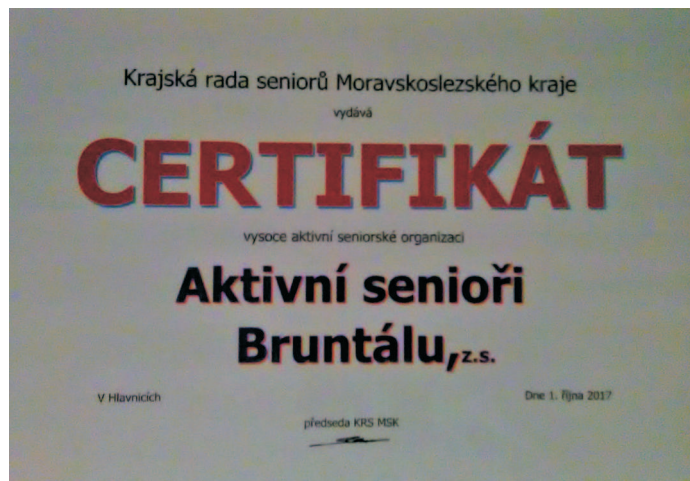 Krajská rada seniorů Moravskoslezského kraje
vydává
CERTIFIKÁT
vysoce aktivní seniorské organizaci
Aktivní senioři
Bruntálu,z.s.
V Hlavnicích
Dne 1. října 2017
předseda KRS MSK